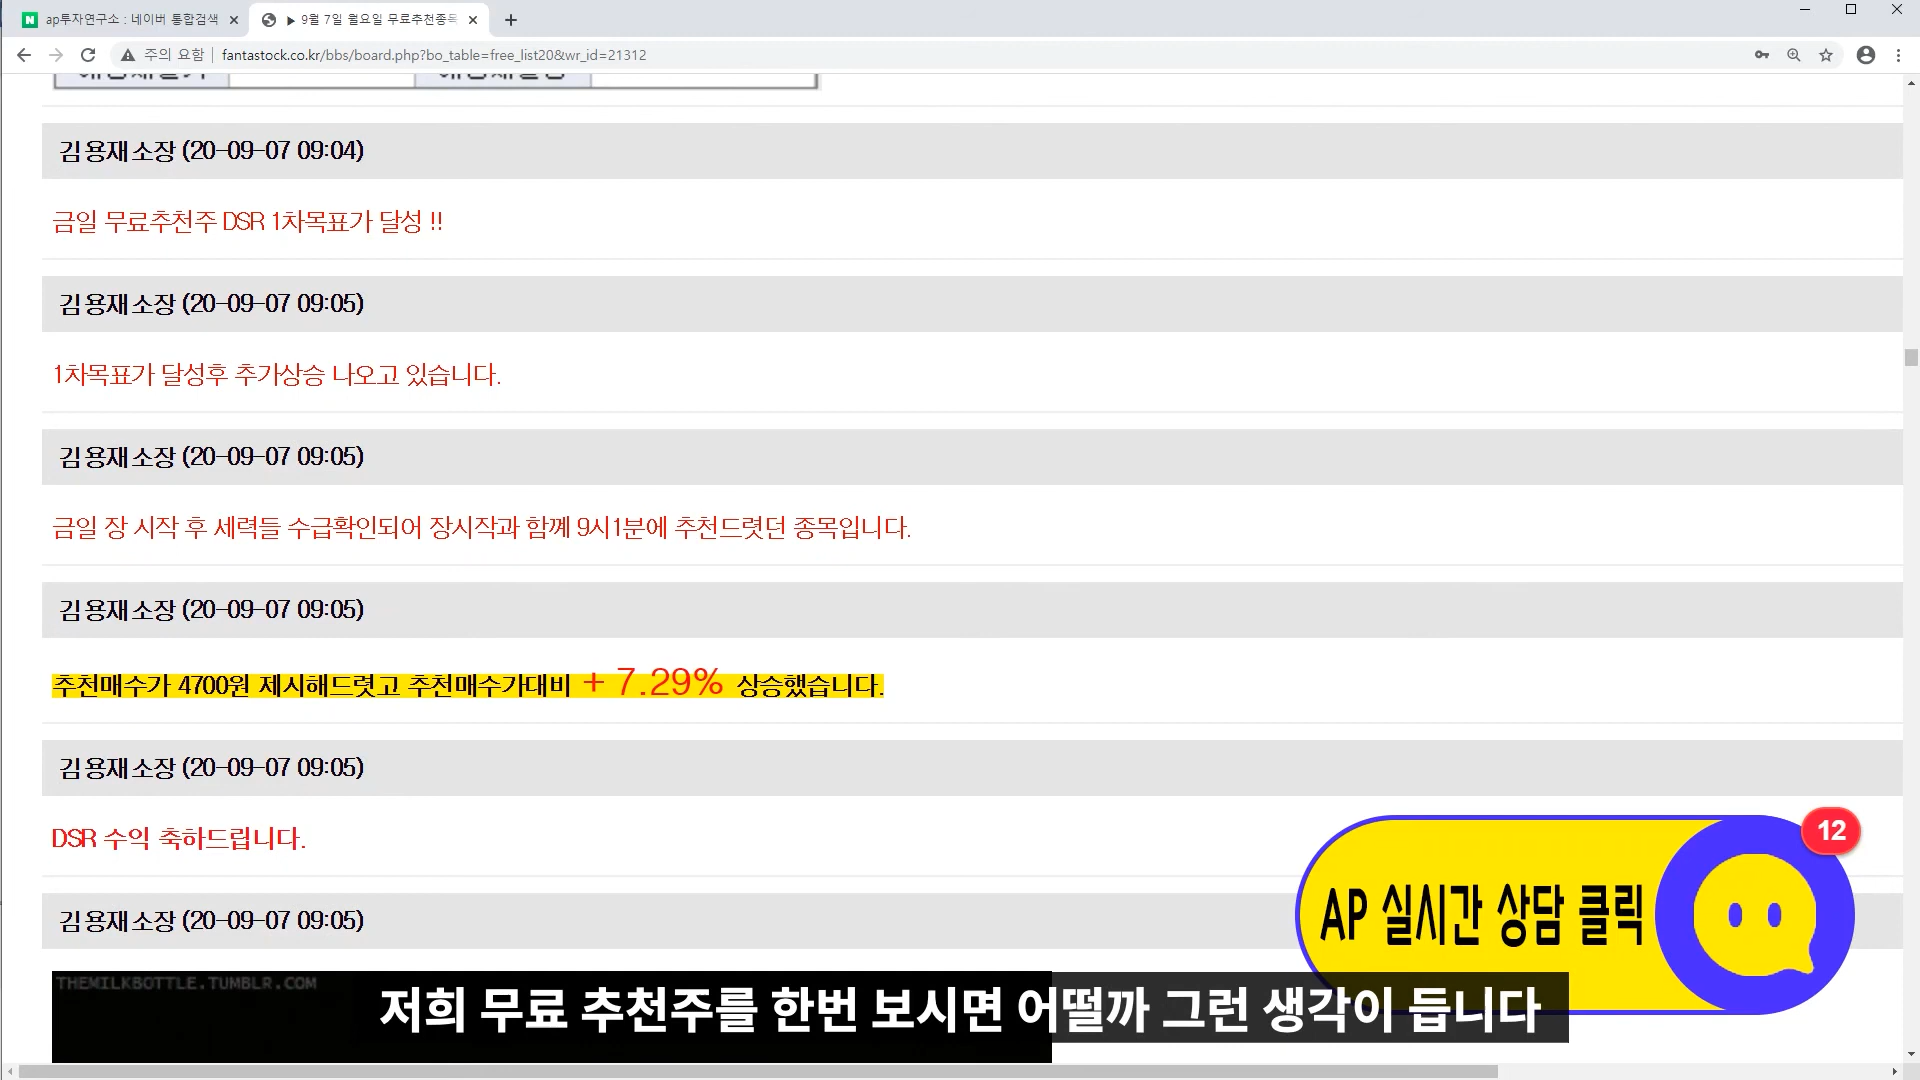 ap투자연구소 : 네이버 통합검색
▶ 9월 7일 월요일 무료추천종목
주의 요함
fantastock.co.kr/bbs/board.php?bo_table=free_list20&wr_id=21312
김용재소장 (20-09-07 09:04)
금일 무료추천주 DSR 1차목표가 달성 !!
김용재소장 (20-09-07 09:05)
1차목표가 달성후 추가상승 나오고 있습니다.
김용재소장 (20-09-07 09:05)
금일 장 시작 후 세력들 수급확인되어 장시작과 함꼐 9시1분에 추천드렷던 종목입니다.
김용재소장 (20-09-07 09:05)
추천매수가 4700원 제시해드렷고 추천매수가대비 + 7.29% 상승했습니다.
김용재소장 (20-09-07 09:05)
DSR 수익 축하드립니다.
12
AP 실시간 상담 클릭
김용재소장 (20-09-07 09:05)
THEMILKBOTTLE.TUMBLR.COM
저희 무료 추천주를 한번 보시면 어떨까 그런 생각이 듭니다